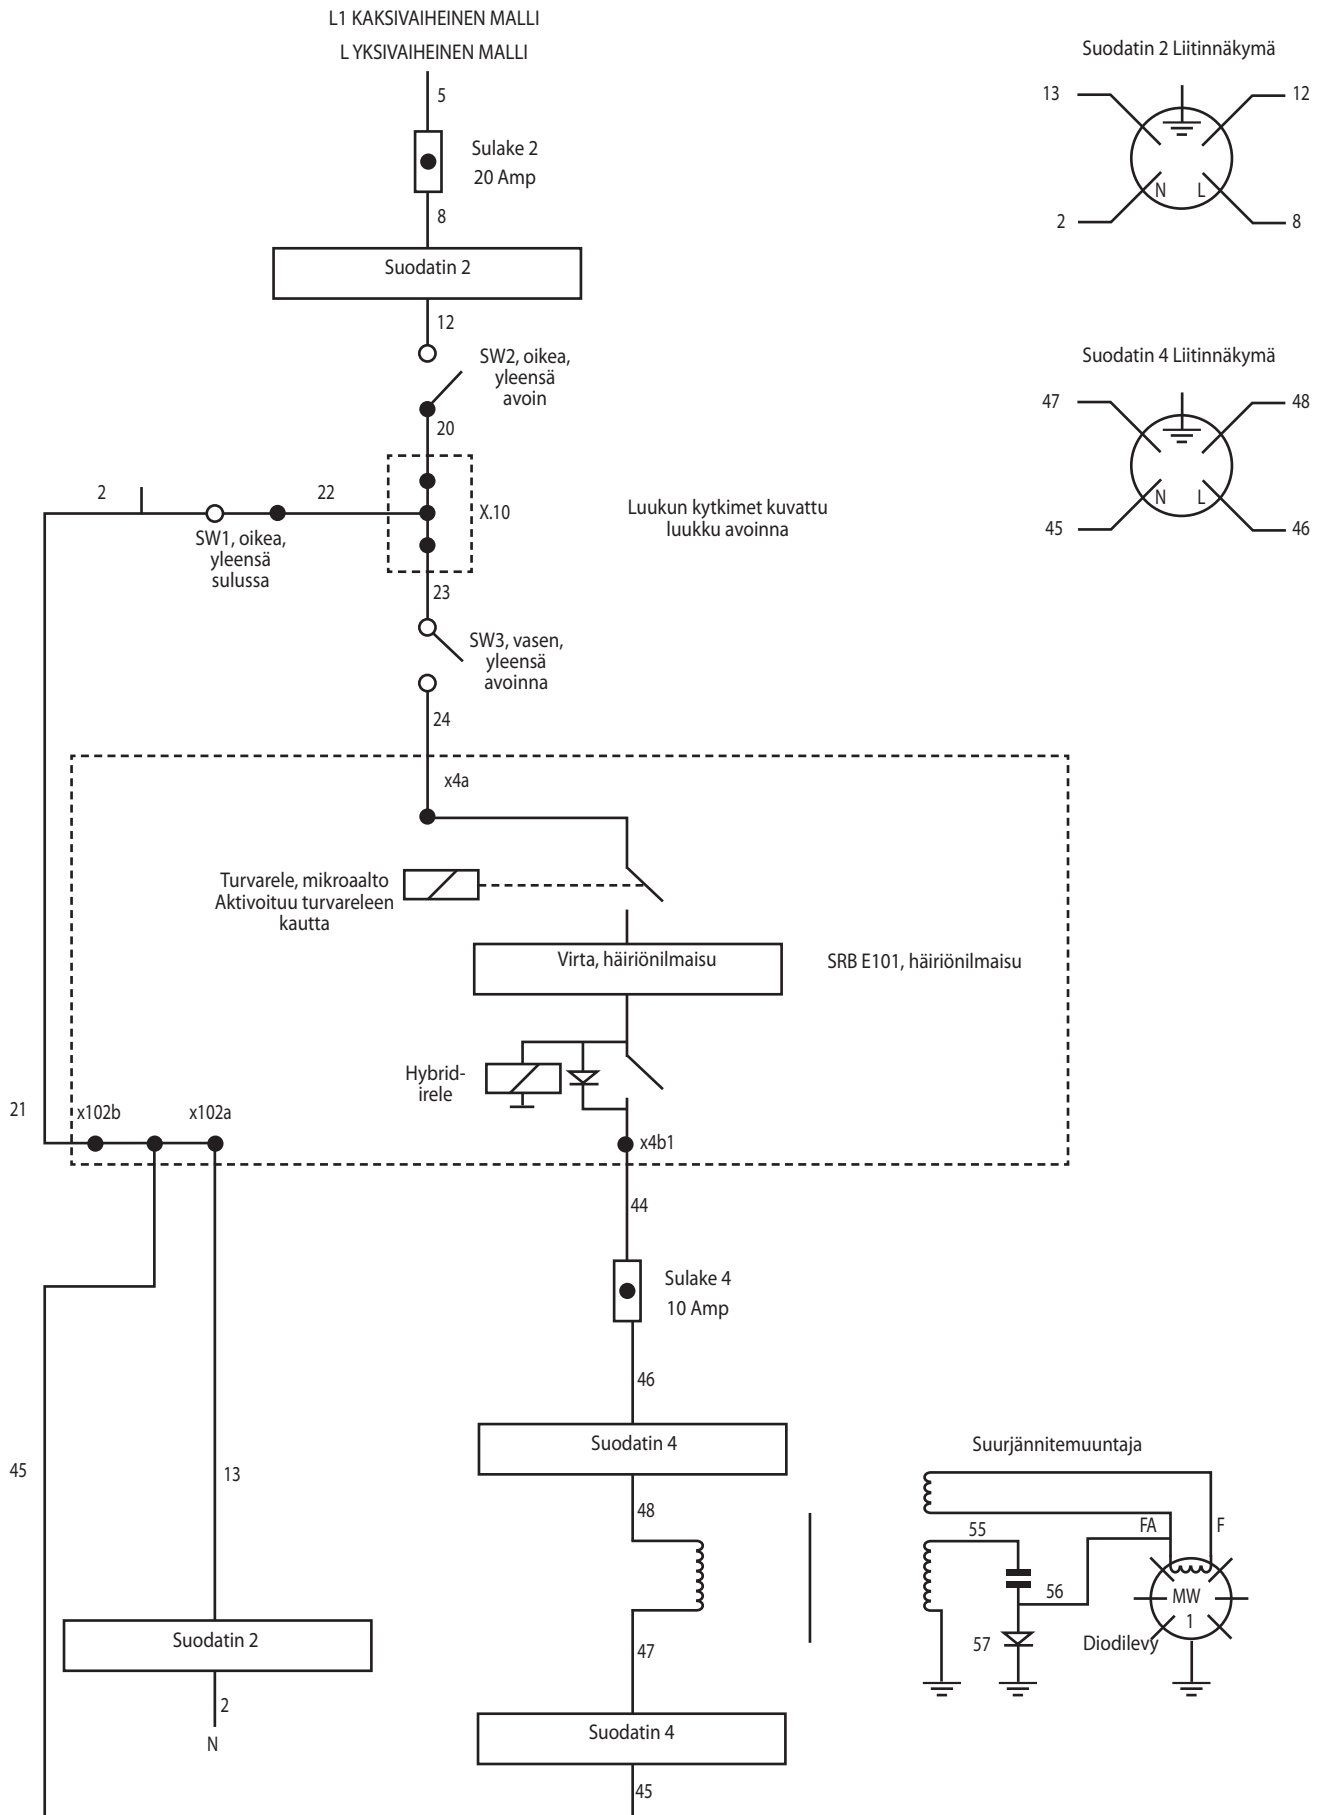 L1 KAKSIVAIHEINEN MALLI
L YKSIVAIHEINEN MALLI
5
Sulake 2
20 Amp
8
Suodatin 2
12
SW2, oikea,
yleensä
avoin
20
2
22
X.10
SW1, oikea,
yleensä
sulussa
Luukun kytkimet kuvattu
luukku avoinna
23
SW3, vasen,
yleensä
avoinna
24
Suodatin 2 Liitinnäkymä
13
12
N
L
2
8
Suodatin 4 Liitinnäkymä
47
48
N
L
45
46
x4a
Turvarele, mikroaalto
Aktivoituu turvareleen
kautta
Virta, häiriönilmaisu
SRB E101, häiriönilmaisu
Hybrid-
irele
21
x102b
x102a
x4b1
44
Sulake 4
10 Amp
46
Suodatin 4
45
13
48
47
Suodatin 2
2
N
Suodatin 4
45
Suurjännitemuuntaja
55
FA
F
56
MW
1
57
Diodilevy